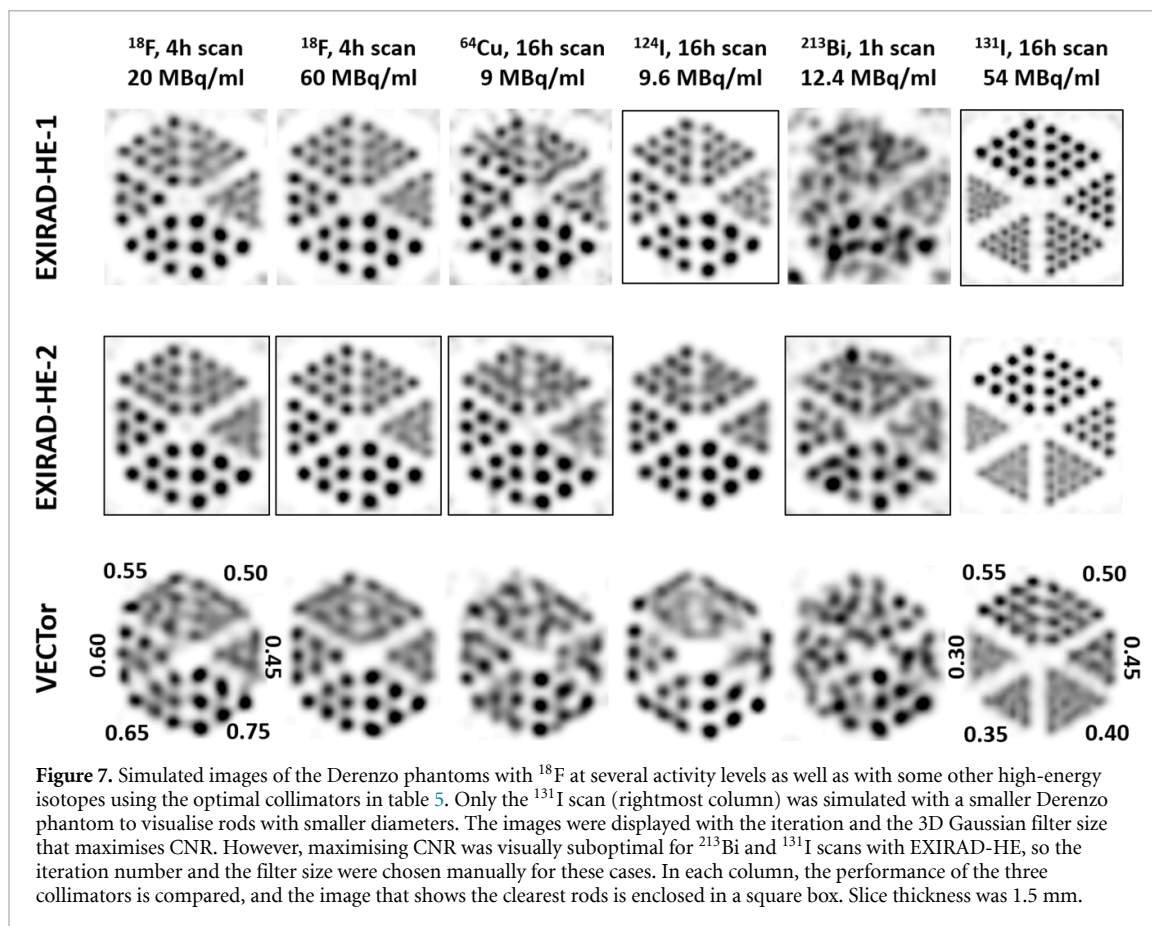 ¹⁸F, 4h scan ¹⁸F, 4h scan ⁶⁴Cu, 16h scan ¹²⁴I, 16h scan ²¹³Bi, 1h scan ¹³¹I, 16h scan
20 MBq/ml 60 MBq/ml 9 MBq/ml 9.6 MBq/ml 12.4 MBq/ml 54 MBq/ml
EXIRAD-HE-1
EXIRAD-HE-2
VECTor
0.55 0.50 0.55 0.50
0.60 0.45 0.30 0.45
0.65 0.75 0.35 0.40
Figure 7. Simulated images of the Derenzo phantoms with ¹⁸F at several activity levels as well as with some other high-energy
isotopes using the optimal collimators in table 5. Only the ¹³¹I scan (rightmost column) was simulated with a smaller Derenzo
phantom to visualise rods with smaller diameters. The images were displayed with the iteration and the 3D Gaussian filter size
that maximises CNR. However, maximising CNR was visually suboptimal for ²¹³Bi and ¹³¹I scans with EXIRAD-HE, so the
iteration number and the filter size were chosen manually for these cases. In each column, the performance of the three
collimators is compared, and the image that shows the clearest rods is enclosed in a square box. Slice thickness was 1.5 mm.